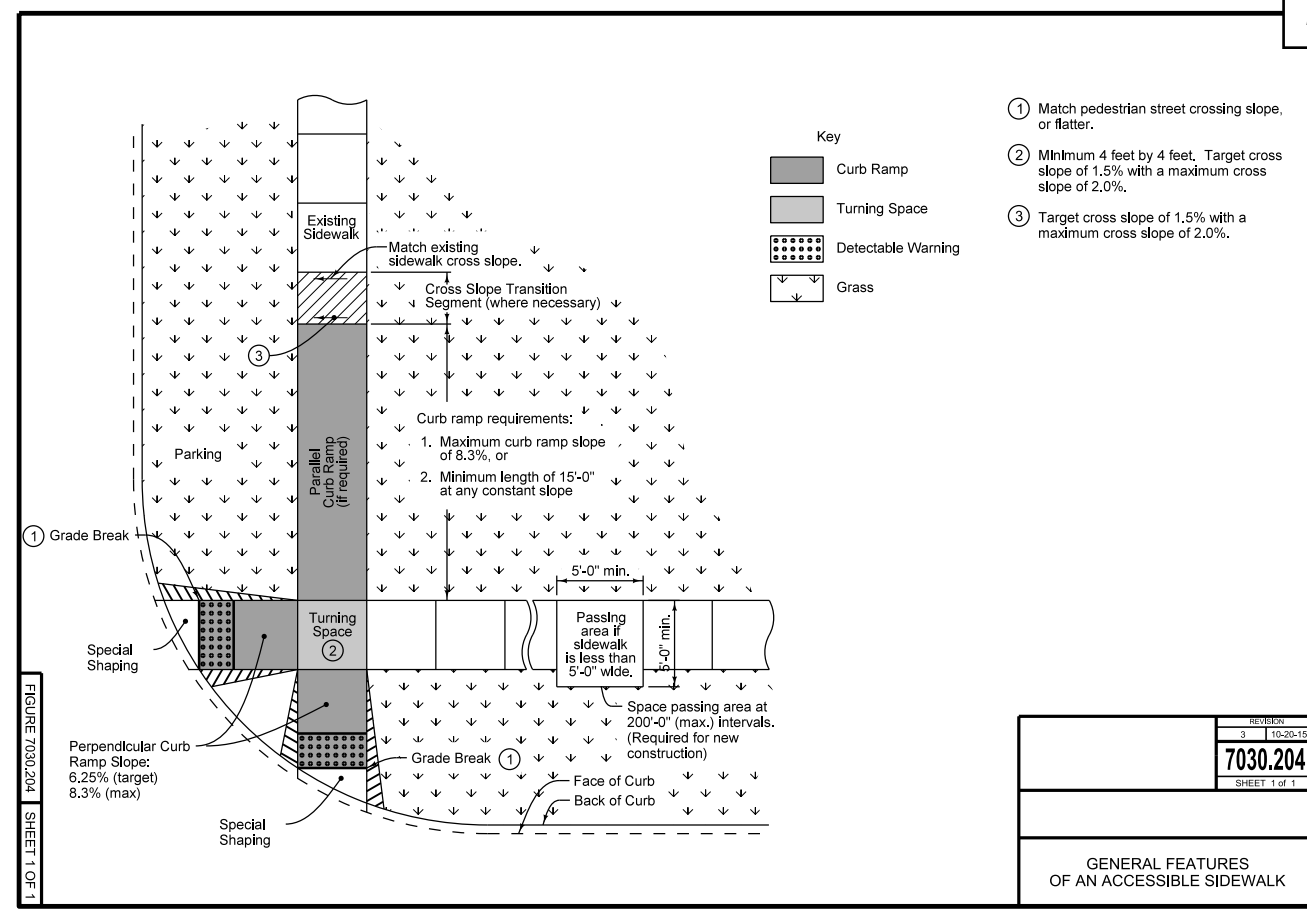 Key
Curb Ramp
Turning Space
Detectable Warning
Grass
1 Match pedestrian street crossing slope,
or flatter.
2 Minimum 4 feet by 4 feet. Target cross
slope of 1.5% with a maximum cross
slope of 2.0%.
3 Target cross slope of 1.5% with a
maximum cross slope of 2.0%.
Existing
Sidewalk
Match existing
sidewalk cross slope.
Cross Slope Transition
Segment (where necessary)
3
Curb ramp requirements:
1. Maximum curb ramp slope
of 8.3%, or
2. Minimum length of 15'-0"
at any constant slope
Parking
Parallel
Curb Ramp
(if required)
1 Grade Break
5'-0" min.
Turning
Space
2
Passing
area if
sidewalk
is less than
5'-0" wide.
5'-0" min.
Special
Shaping
Space passing area at
200'-0" (max.) intervals.
(Required for new
construction)
Perpendicular Curb
Ramp Slope:
6.25% (target)
8.3% (max)
Grade Break 1
Face of Curb
Back of Curb
Special
Shaping
FIGURE 7030.204 SHEET 1 OF 1
REVISION
3 10-20-15
7030.204
SHEET 1 of 1
GENERAL FEATURES
OF AN ACCESSIBLE SIDEWALK